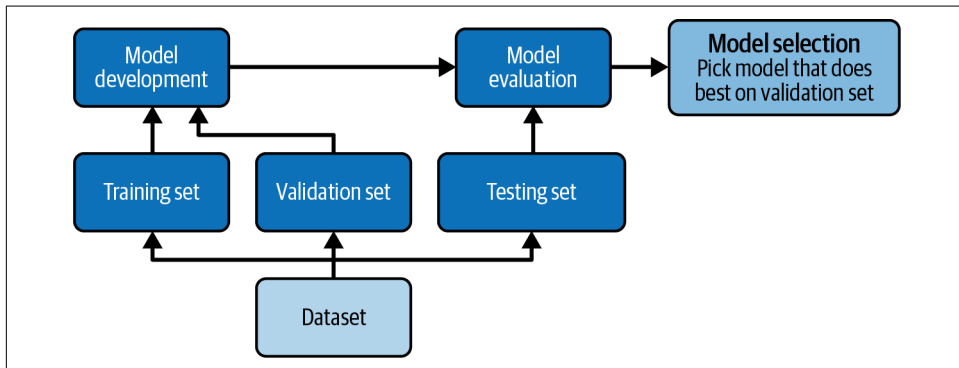 Model
development
Model
evaluation
Model selection
Pick model that does
best on validation set
Training set
Validation set
Testing set
Dataset